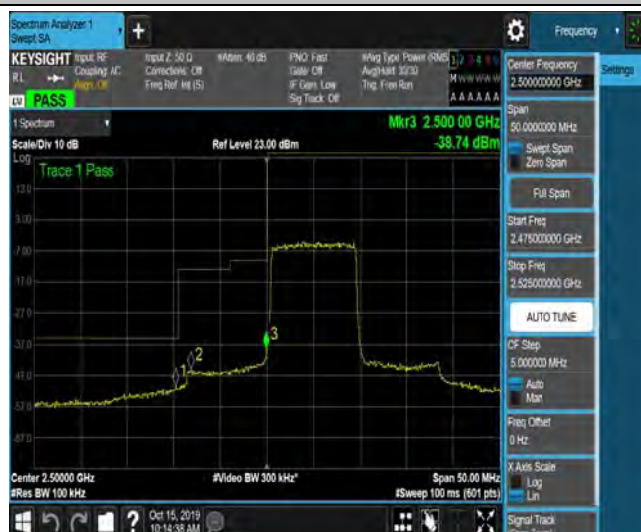 Spectrum Analyzer 1
Swept SA
+
Frequency
KEYSIGHT
Input: RF
Coupling: AC
Align: Off
Input Z: 50 Ω
Corrections: Off
Freq Ref: Int (S)
#Atten: 40 dB
PNO: Fast
Gate: Off
IF Gain: Low
Sig Track: Off
#Avg Type: Power (RMS
Avg|Hold: 30/30
Trig: Free Run
1 2 3 4 5 6
M W W W W W
A A A A A A
RL
LV PASS
1 Spectrum
Scale/Div 10 dB
Ref Level 23.00 dBm
Mkr3 2.500 00 GHz
-38.74 dBm
Log
Trace 1 Pass
13.0
3.00
-7.00
-17.0
-27.0
-37.0
-47.0
-57.0
-67.0
1
2
3
Center 2.50000 GHz
#Res BW 100 kHz
#Video BW 300 kHz*
Span 50.00 MHz
#Sweep 100 ms (601 pts)
Center Frequency
2.500000000 GHz
Settings
Span
50.0000000 MHz
Swept Span
Zero Span
Full Span
Start Freq
2.475000000 GHz
Stop Freq
2.525000000 GHz
AUTO TUNE
CF Step
5.000000 MHz
Auto
Man
Freq Offset
0 Hz
X Axis Scale
Log
Lin
Signal Track
?
Oct 15, 2019
10:14:38 AM